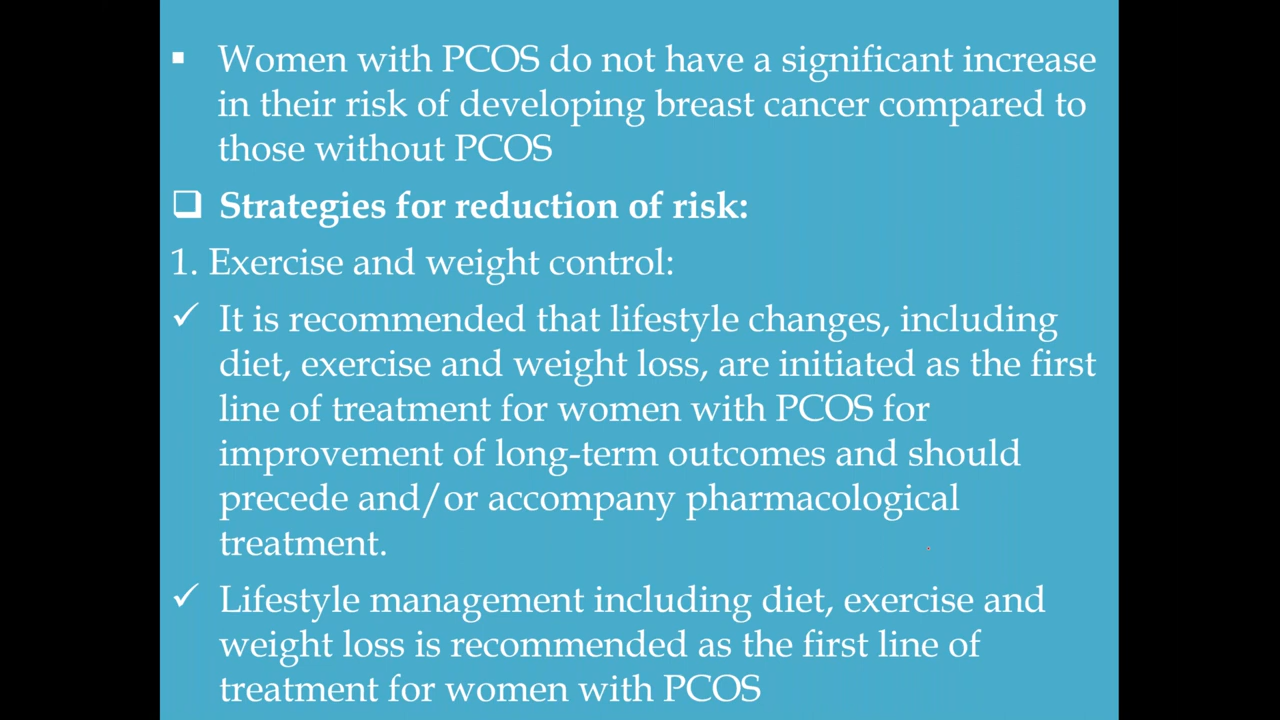 ▪ Women with PCOS do not have a significant increase
in their risk of developing breast cancer compared to
those without PCOS
❑ Strategies for reduction of risk:
1. Exercise and weight control:
✓ It is recommended that lifestyle changes, including
diet, exercise and weight loss, are initiated as the first
line of treatment for women with PCOS for
improvement of long-term outcomes and should
precede and/or accompany pharmacological
treatment.
✓ Lifestyle management including diet, exercise and
weight loss is recommended as the first line of
treatment for women with PCOS